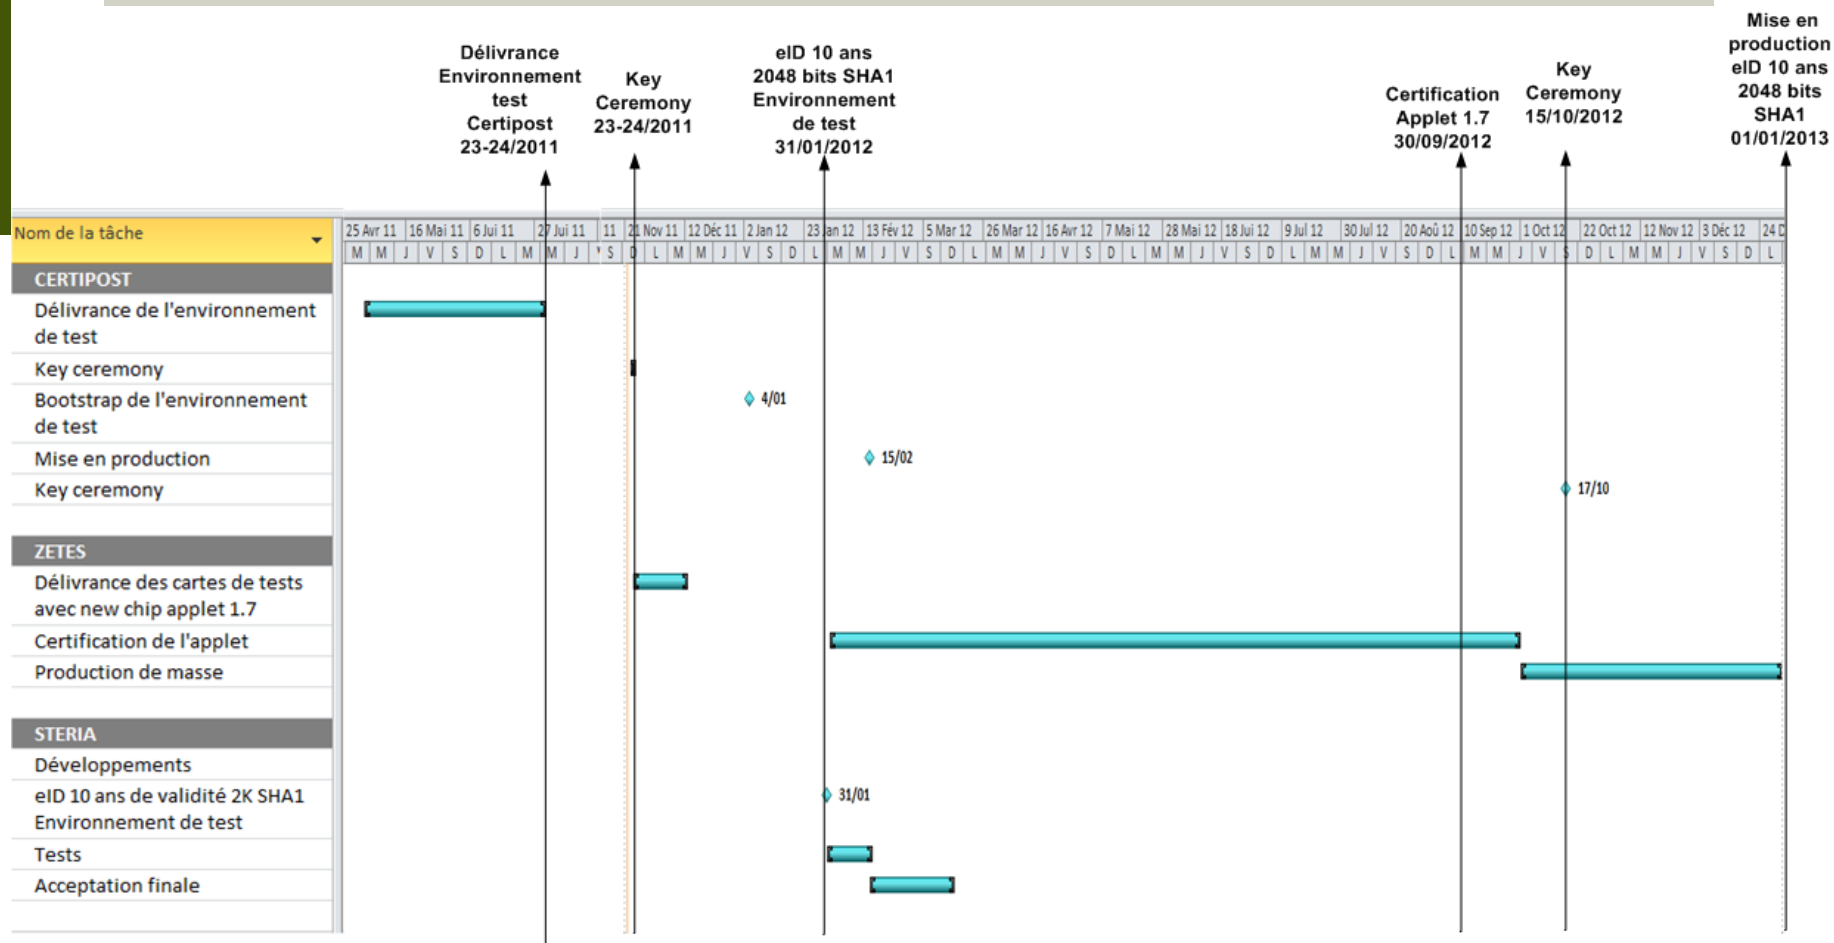 Délivrance
Environnement
test
Certipost
23-24/2011
Key
Ceremony
23-24/2011
eID 10 ans
2048 bits SHA1
Environnement
de test
31/01/2012
Certification
Applet 1.7
30/09/2012
Key
Ceremony
15/10/2012
Mise en
production
eID 10 ans
2048 bits
SHA1
01/01/2013
Nom de la tâche
25 Avr 11 16 Mai 11 6 Jui 11 27 Jui 11 11 21 Nov 11 12 Déc 11 2 Jan 12 23 Jan 12 13 Fév 12 5 Mar 12 26 Mar 12 16 Avr 12 7 Mai 12 28 Mai 12 18 Jui 12 9 Jul 12 30 Jul 12 20 Aoû 12 10 Sep 12 1 Oct 12 22 Oct 12 12 Nov 12 3 Déc 12 24 D
M M J V S D L M M J S D L M M J V S D L M M J V S D L M M J V S D L M M J V S D L M M J V S D L M M J V S D L M M J V S D L
CERTIPOST
Délivrance de l'environnement
de test
Key ceremony
Bootstrap de l'environnement
de test
4/01
Mise en production
15/02
Key ceremony
17/10
ZETES
Délivrance des cartes de tests
avec new chip applet 1.7
Certification de l'applet
Production de masse
STERIA
Développements
eID 10 ans de validité 2K SHA1
Environnement de test
31/01
Tests
Acceptation finale